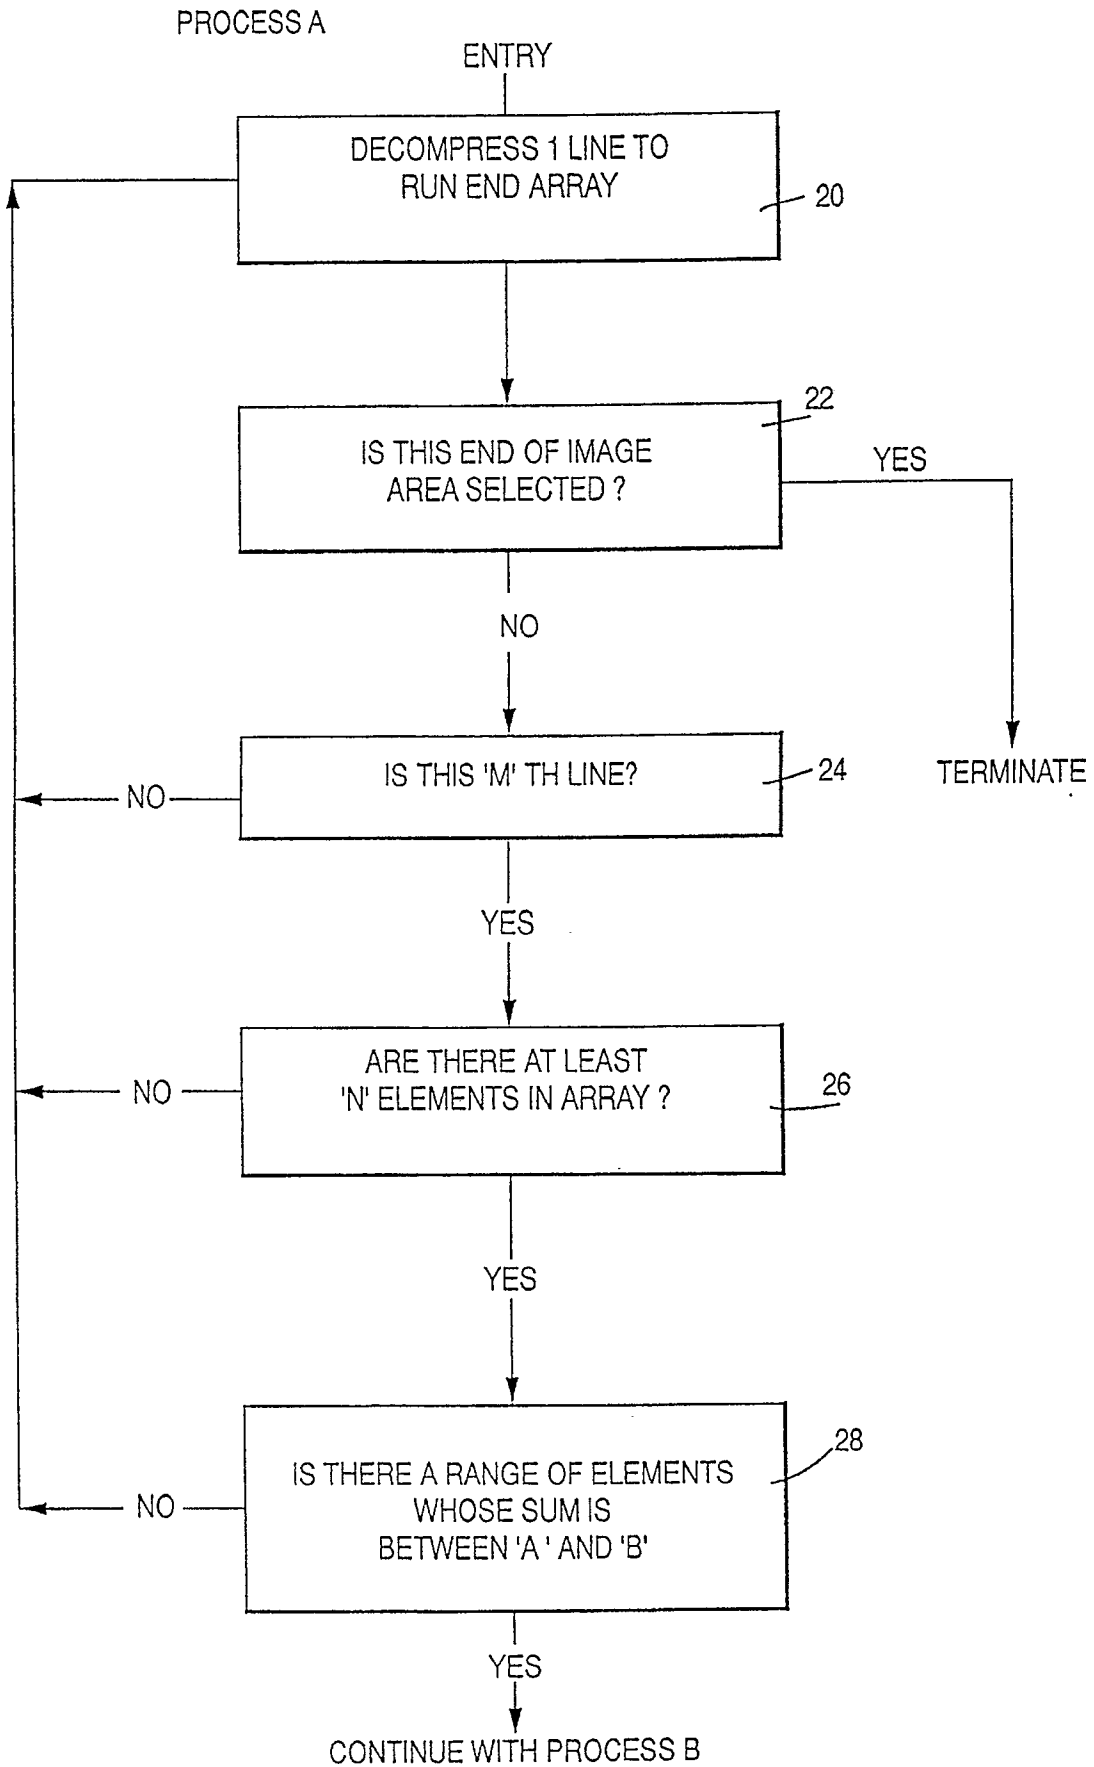 PROCESS A
ENTRY
DECOMPRESS 1 LINE TO
RUN END ARRAY
20
22
IS THIS END OF IMAGE
AREA SELECTED ?
YES
NO
IS THIS 'M' TH LINE?
24
TERMINATE
NO
YES
ARE THERE AT LEAST
'N' ELEMENTS IN ARRAY ?
26
NO
YES
28
IS THERE A RANGE OF ELEMENTS
WHOSE SUM IS
BETWEEN 'A ' AND 'B'
NO
YES
CONTINUE WITH PROCESS B